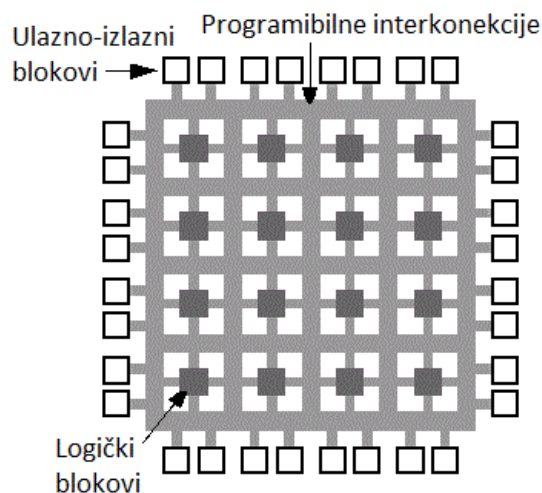 Ulazno-izlazni
blokovi
Programibilne interkonekcije
Logički
blokovi